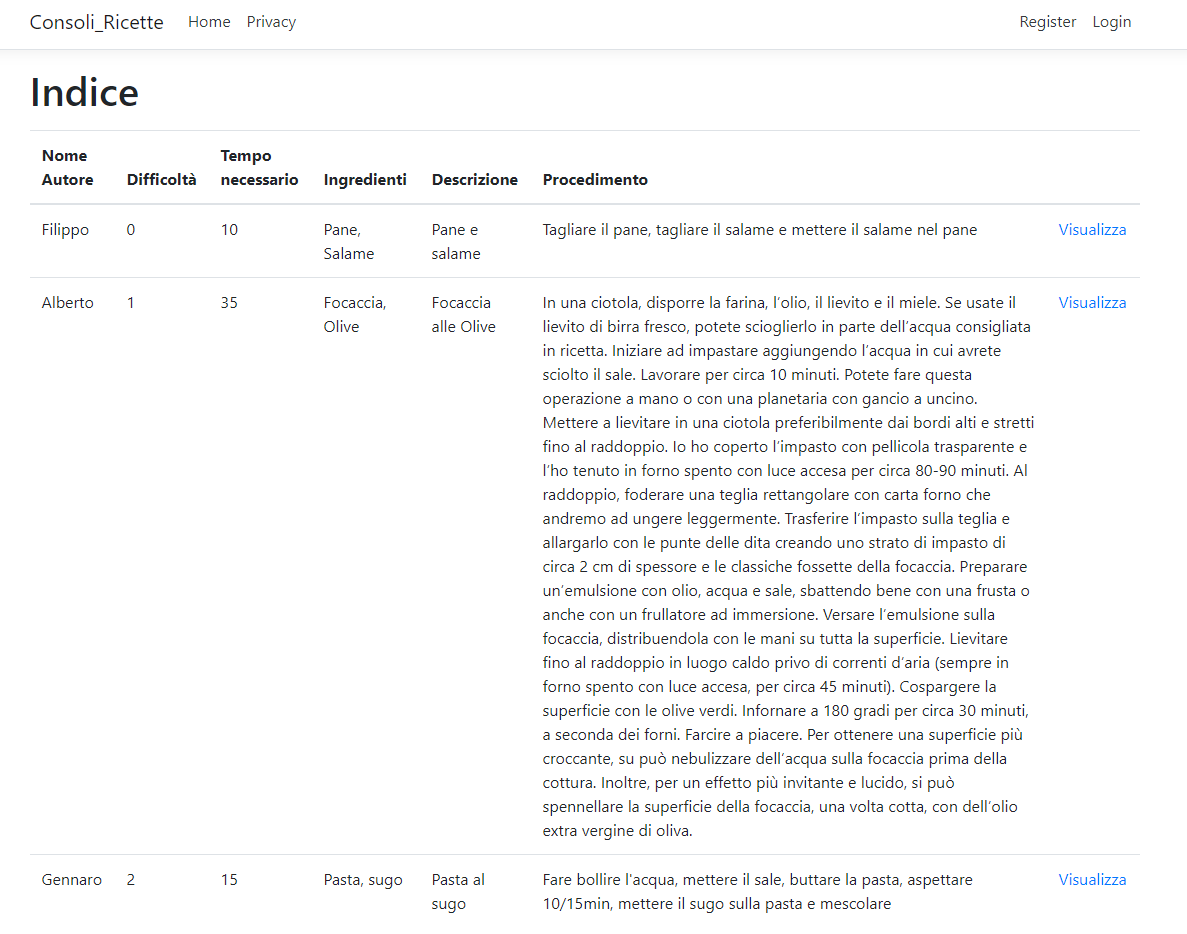 Consoli_Ricette Home Privacy Register Login
Indice
Nome Autore Difficoltà Tempo necessario Ingredienti Descrizione Procedimento
Filippo 0 10 Pane, Pane e Tagliare il pane, tagliare il salame e mettere il salame nel pane Visualizza
Salame salame
Alberto 1 35 Focaccia, Focaccia In una ciotola, disporre la farina, l’olio, il lievito e il miele. Se usate il Visualizza
Olive alle Olive lievito di birra fresco, potete scioglierlo in parte dell’acqua consigliata
in ricetta. Iniziare ad impastare aggiungendo l’acqua in cui avrete
sciolto il sale. Lavorare per circa 10 minuti. Potete fare questa
operazione a mano o con una planetaria con gancio a uncino.
Mettere a lievitare in una ciotola preferibilmente dai bordi alti e stretti
fino al raddoppio. Io ho coperto l’impasto con pellicola trasparente e
l’ho tenuto in forno spento con luce accesa per circa 80-90 minuti. Al
raddoppio, foderare una teglia rettangolare con carta forno che
andremo ad ungere leggermente. Trasferire l’impasto sulla teglia e
allargarlo con le punte delle dita creando uno strato di impasto di
circa 2 cm di spessore e le classiche fossette della focaccia. Preparare
un’emulsione con olio, acqua e sale, sbattendo bene con una frusta o
anche con un frullatore ad immersione. Versare l’emulsione sulla
focaccia, distribuendola con le mani su tutta la superficie. Lievitare
fino al raddoppio in luogo caldo privo di correnti d’aria (sempre in
forno spento con luce accesa, per circa 45 minuti). Cospargere la
superficie con le olive verdi. Infornare a 180 gradi per circa 30 minuti,
a seconda dei forni. Farcire a piacere. Per ottenere una superficie più
croccante, su può nebulizzare dell’acqua sulla focaccia prima della
cottura. Inoltre, per un effetto più invitante e lucido, si può
spennellare la superficie della focaccia, una volta cotta, con dell’olio
extra vergine di oliva.
Gennaro 2 15 Pasta, sugo Pasta al Fare bollire l'acqua, mettere il sale, buttare la pasta, aspettare Visualizza
sugo 10/15min, mettere il sugo sulla pasta e mescolare